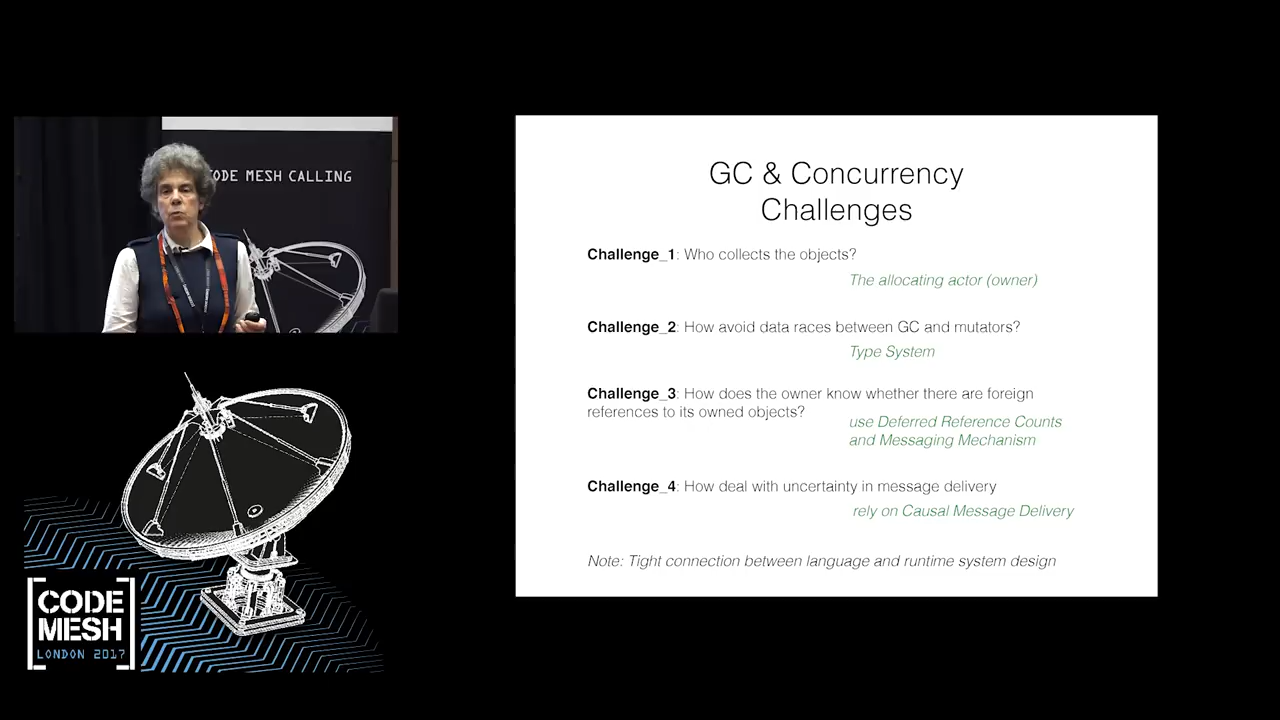 CODE MESH CALLING
GC & Concurrency
Challenges
Challenge_1: Who collects the objects?
The allocating actor (owner)
Challenge_2: How avoid data races between GC and mutators?
Type System
Challenge_3: How does the owner know whether there are foreign
references to its owned objects?
use Deferred Reference Counts
and Messaging Mechanism
Challenge_4: How deal with uncertainty in message delivery
rely on Causal Message Delivery
Note: Tight connection between language and runtime system design
CODE
MESH
LONDON 2017